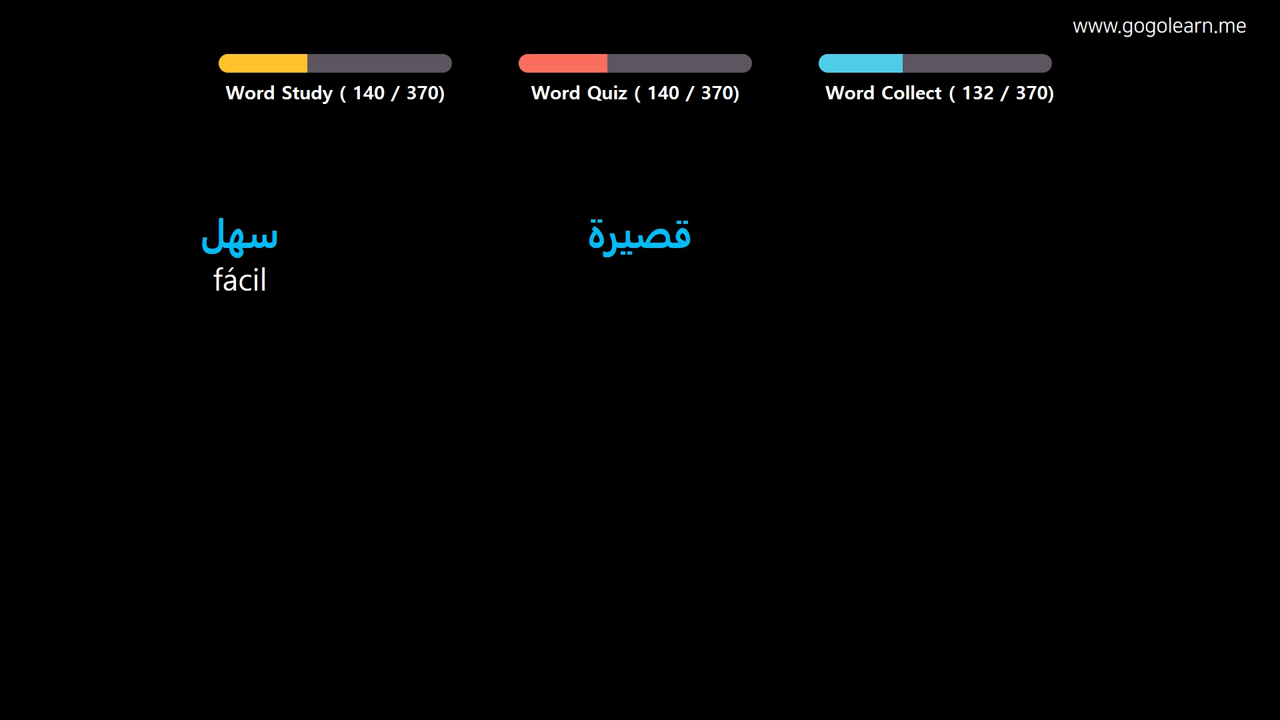 www.gogolearn.me
Word Study ( 140 / 370)
Word Quiz ( 140 / 370)
Word Collect ( 132 / 370)
سهل
fácil
قصيرة